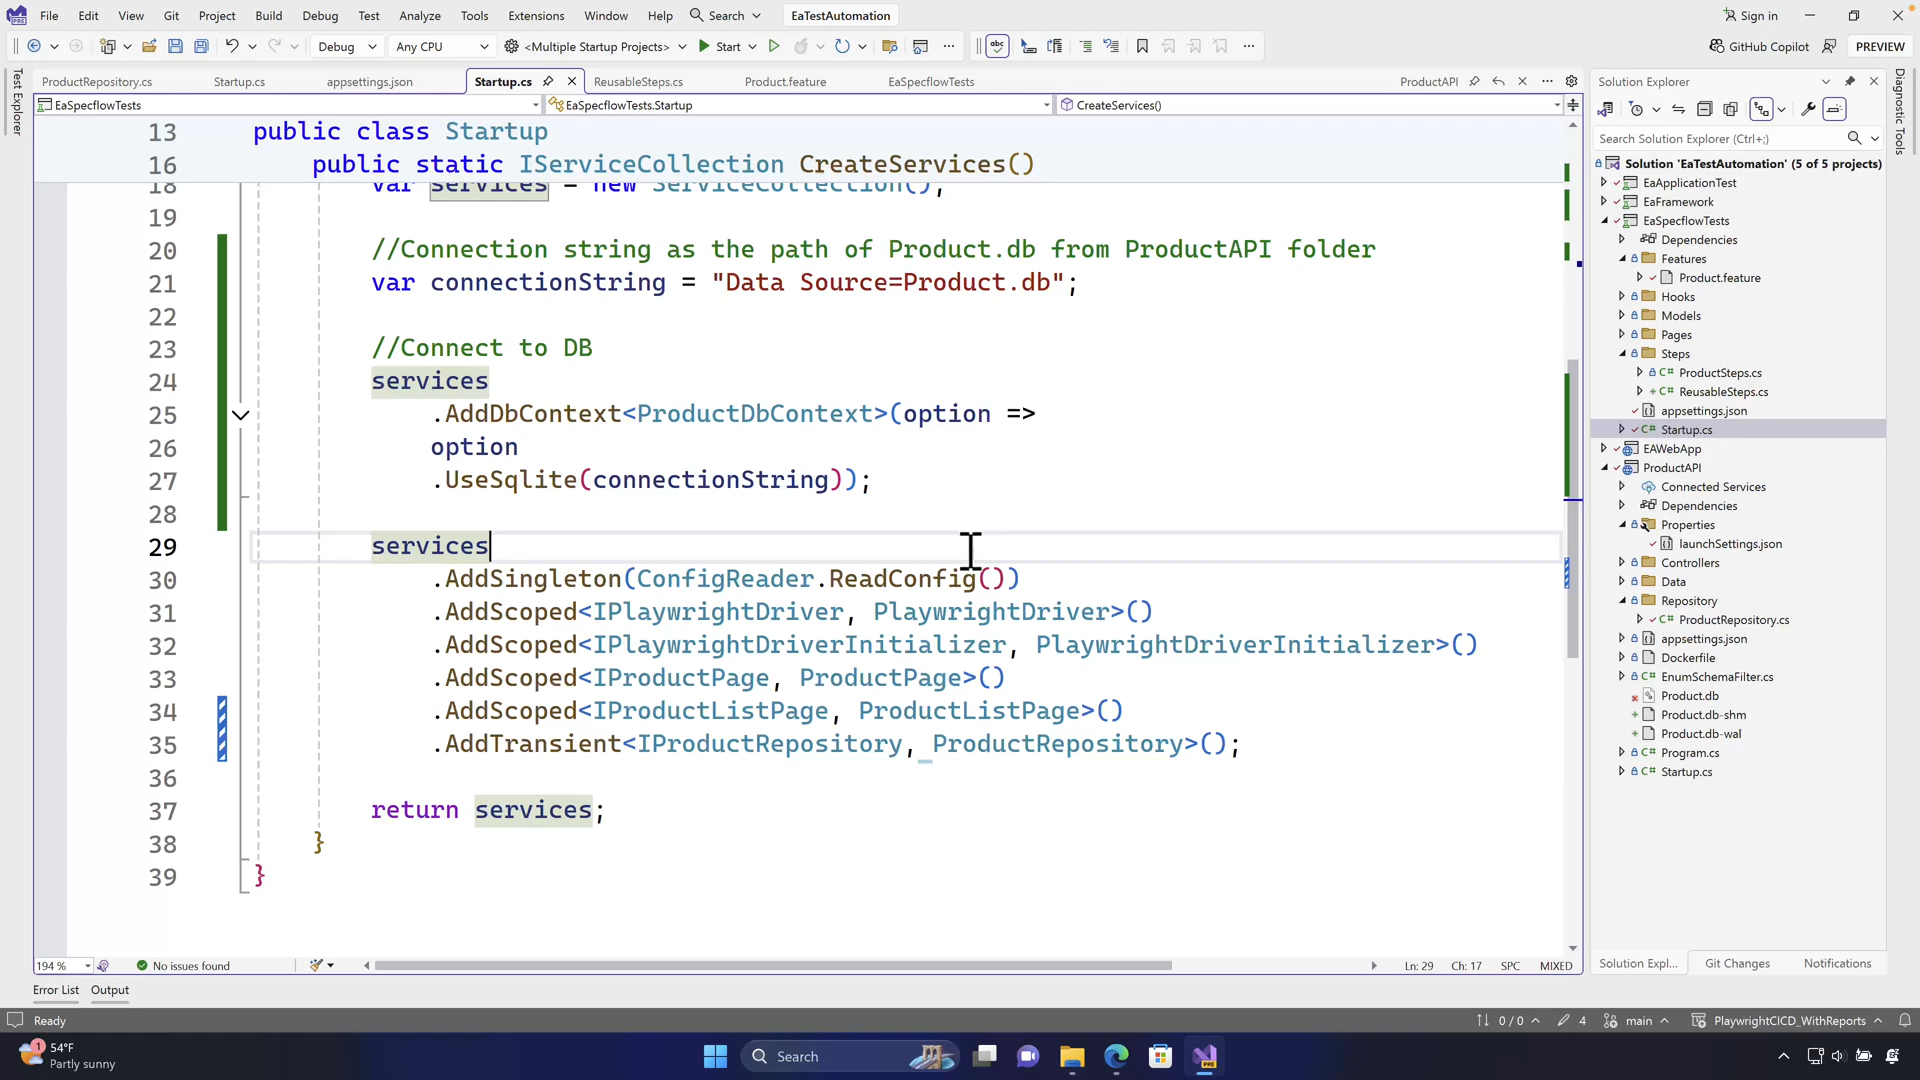 File Edit View Git Project Build Debug Test Analyze Tools Extensions Window Help Search EaTestAutomation Sign in
Debug Any CPU <Multiple Startup Projects> Start GitHub Copilot PREVIEW
Test Explorer
ProductRepository.cs Startup.cs appsettings.json Startup.cs ReusableSteps.cs Product.feature EaSpecflowTests ProductAPI
EaSpecflowTests EaSpecflowTests.Startup CreateServices()
13 public class Startup
16 public static IServiceCollection CreateServices()
18 var services = new ServiceCollection();
19
20 //Connection string as the path of Product.db from ProductAPI folder
21 var connectionString = "Data Source=Product.db";
22
23 //Connect to DB
24 services
25 .AddDbContext<ProductDbContext>(option =>
26 option
27 .UseSqlite(connectionString));
28
29 services
30 .AddSingleton(ConfigReader.ReadConfig())
31 .AddScoped<IPlaywrightDriver, PlaywrightDriver>()
32 .AddScoped<IPlaywrightDriverInitializer, PlaywrightDriverInitializer>()
33 .AddScoped<IProductPage, ProductPage>()
34 .AddScoped<IProductListPage, ProductListPage>()
35 .AddTransient<IProductRepository, ProductRepository>();
36
37 return services;
38 }
39 }
194 % No issues found Ln: 29 Ch: 17 SPC MIXED
Error List Output
Solution Explorer
Search Solution Explorer (Ctrl+;)
Solution 'EaTestAutomation' (5 of 5 projects)
EaApplicationTest
EaFramework
EaSpecflowTests
Dependencies
Features
Product.feature
Hooks
Models
Pages
Steps
C# ProductSteps.cs
C# ReusableSteps.cs
appsettings.json
C# Startup.cs
EAWebApp
ProductAPI
Connected Services
Dependencies
Properties
launchSettings.json
Controllers
Data
Repository
C# ProductRepository.cs
appsettings.json
Dockerfile
C# EnumSchemaFilter.cs
Product.db
Product.db-shm
Product.db-wal
C# Program.cs
C# Startup.cs
Solution Expl... Git Changes Notifications
Diagnostic Tools
Ready 0 / 0 4 main PlaywrightCICD_WithReports
1 54°F
Partly sunny
Search
PRE